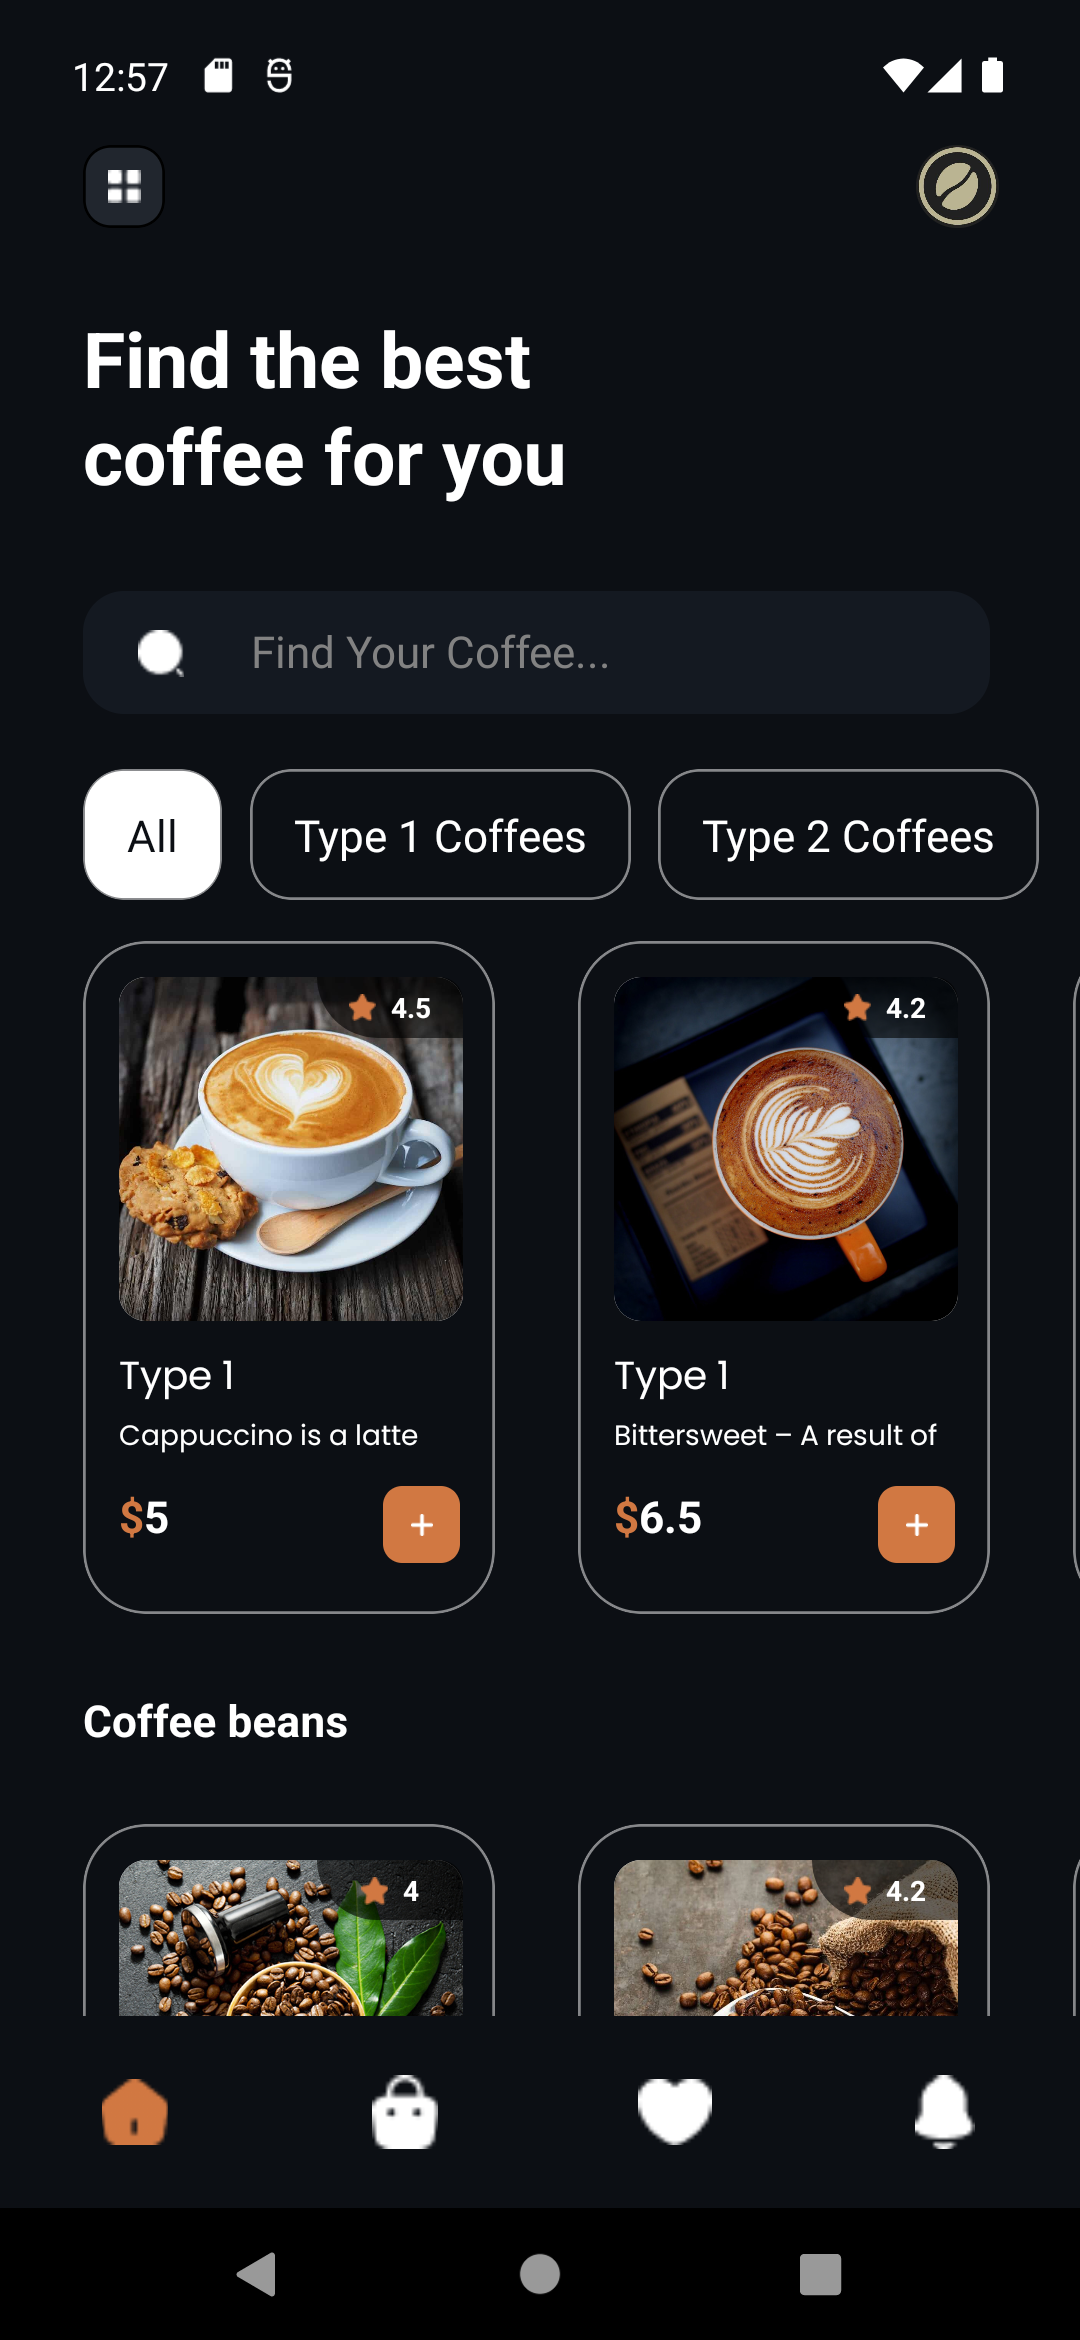 12:57
Find the best
coffee for you
Find Your Coffee...
All
Type 1 Coffees
Type 2 Coffees
4.5
4.2
Type 1
Type 1
Cappuccino is a latte
Bittersweet – A result of
$5
+
$6.5
+
Coffee beans
4
4.2